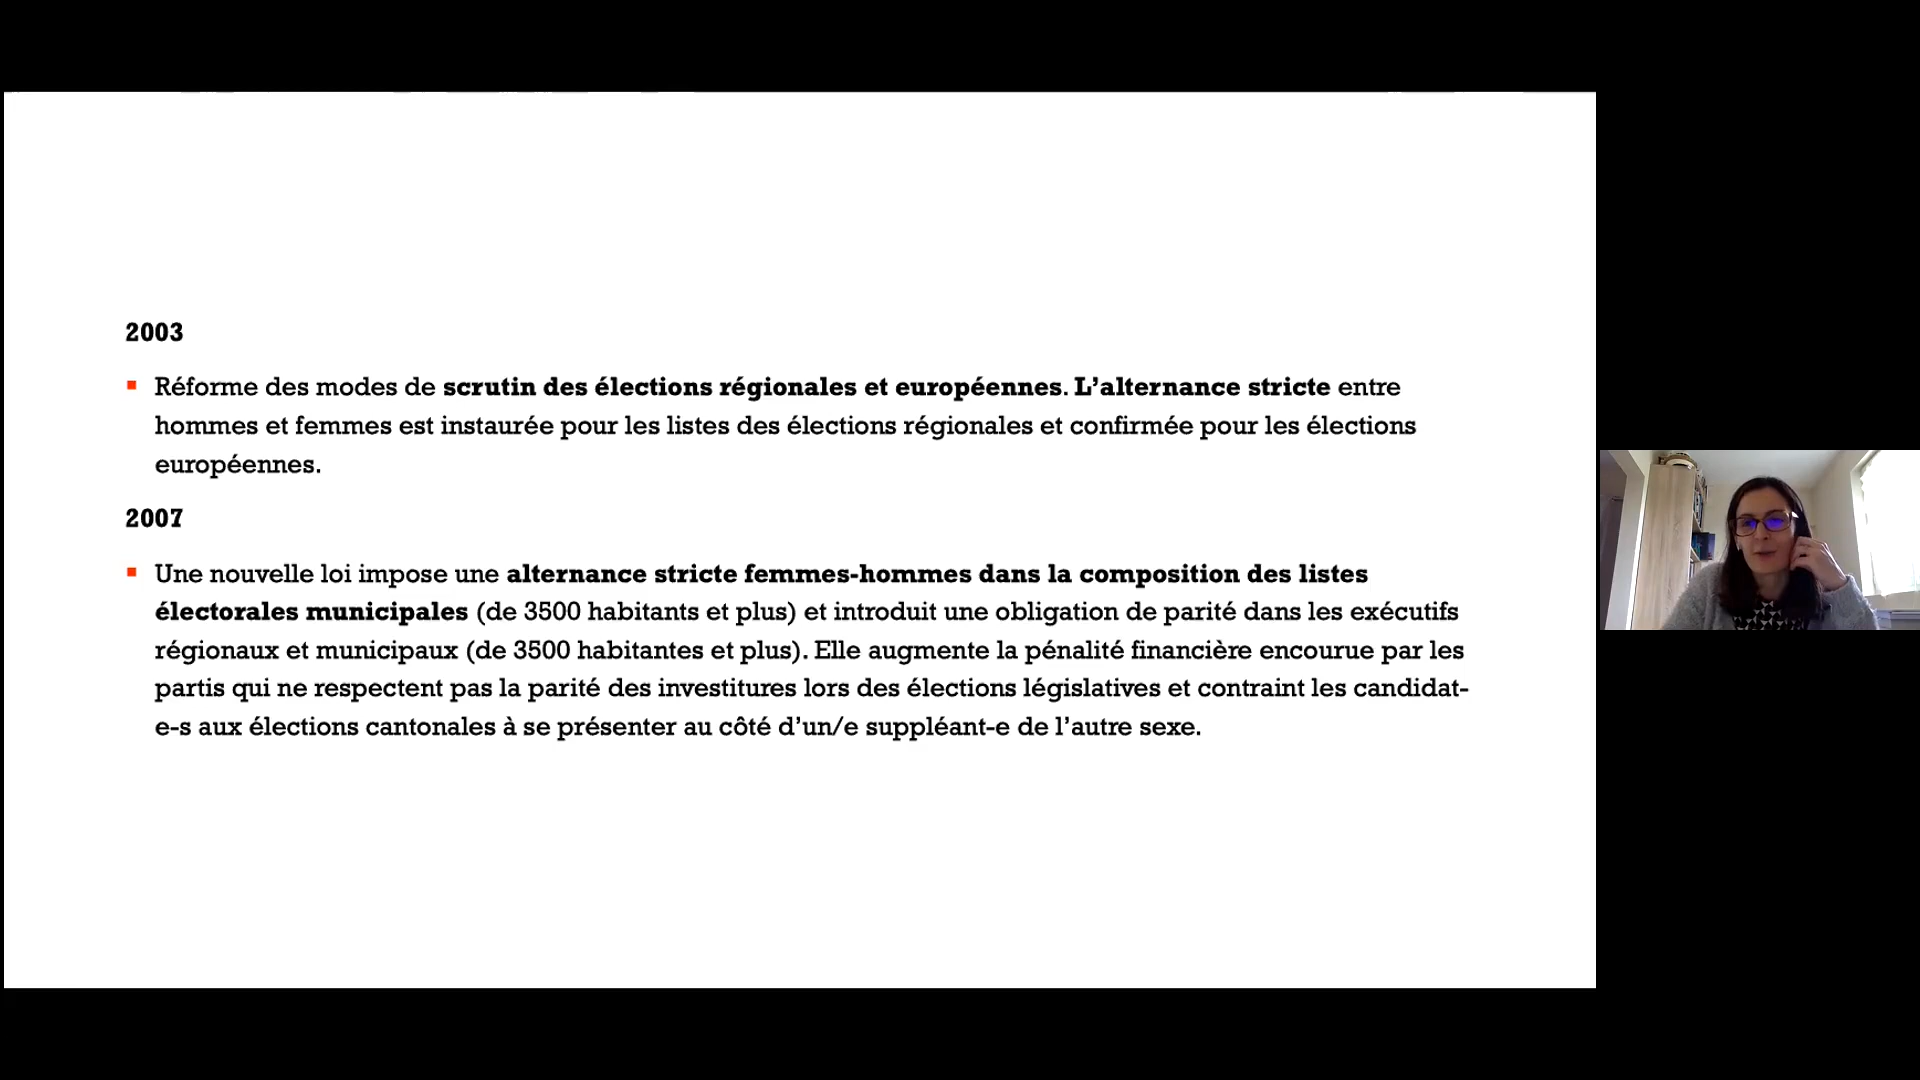 2003
Réforme des modes de scrutin des élections régionales et européennes. L’alternance stricte entre
hommes et femmes est instaurée pour les listes des élections régionales et confirmée pour les élections
européennes.
2007
Une nouvelle loi impose une alternance stricte femmes-hommes dans la composition des listes
électorales municipales (de 3500 habitants et plus) et introduit une obligation de parité dans les exécutifs
régionaux et municipaux (de 3500 habitantes et plus). Elle augmente la pénalité financière encourue par les
partis qui ne respectent pas la parité des investitures lors des élections législatives et contraint les candidat-
e-s aux élections cantonales à se présenter au côté d’un/e suppléant-e de l’autre sexe.